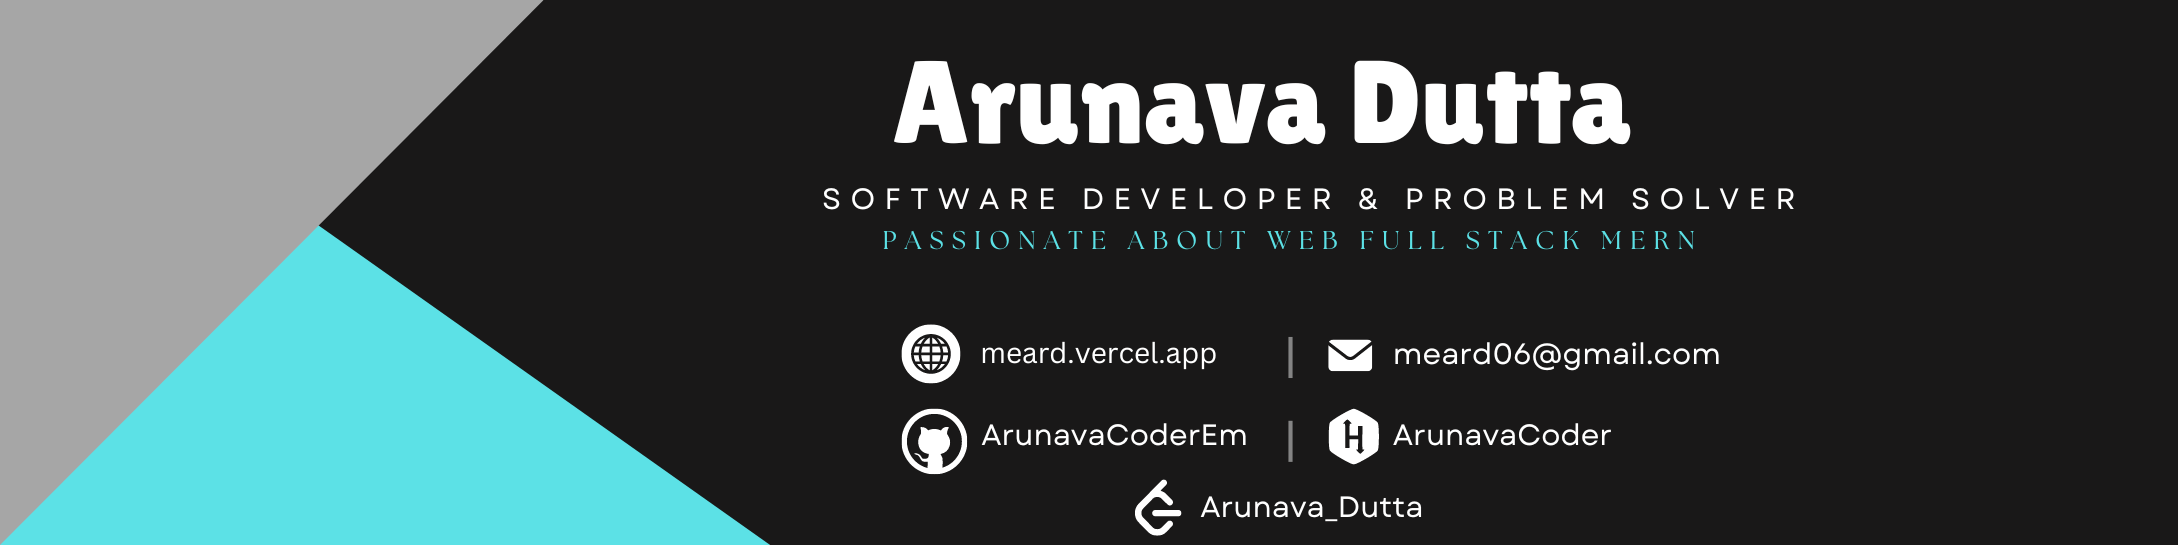 Arunava Dutta
SOFTWARE DEVELOPER & PROBLEM SOLVER
PASSIONATE ABOUT WEB FULL STACK MERN
meard.vercel.app | meard06@gmail.com
ArunavaCoderEm | ArunavaCoder
Arunava_Dutta